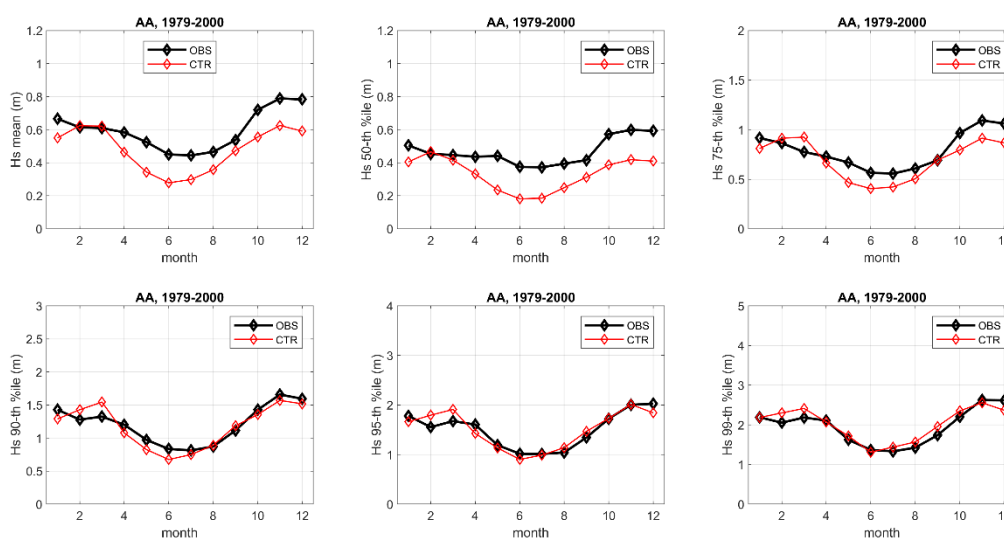 AA, 1979-2000
Hs mean (m)
1.2
1
0.8
0.6
0.4
0.2
0
OBS
CTR
2 4 6 8 10 12
month
AA, 1979-2000
Hs 50-th %ile (m)
1.2
1
0.8
0.6
0.4
0.2
0
OBS
CTR
2 4 6 8 10 12
month
AA, 1979-2000
Hs 75-th %ile (m)
2
1.5
1
0.5
0
OBS
CTR
2 4 6 8 10 12
month
AA, 1979-2000
Hs 90-th %ile (m)
3
2.5
2
1.5
1
0.5
0
OBS
CTR
2 4 6 8 10 12
month
AA, 1979-2000
Hs 95-th %ile (m)
4
3
2
1
0
OBS
CTR
2 4 6 8 10 12
month
AA, 1979-2000
Hs 99-th %ile (m)
5
4
3
2
1
0
OBS
CTR
2 4 6 8 10
month